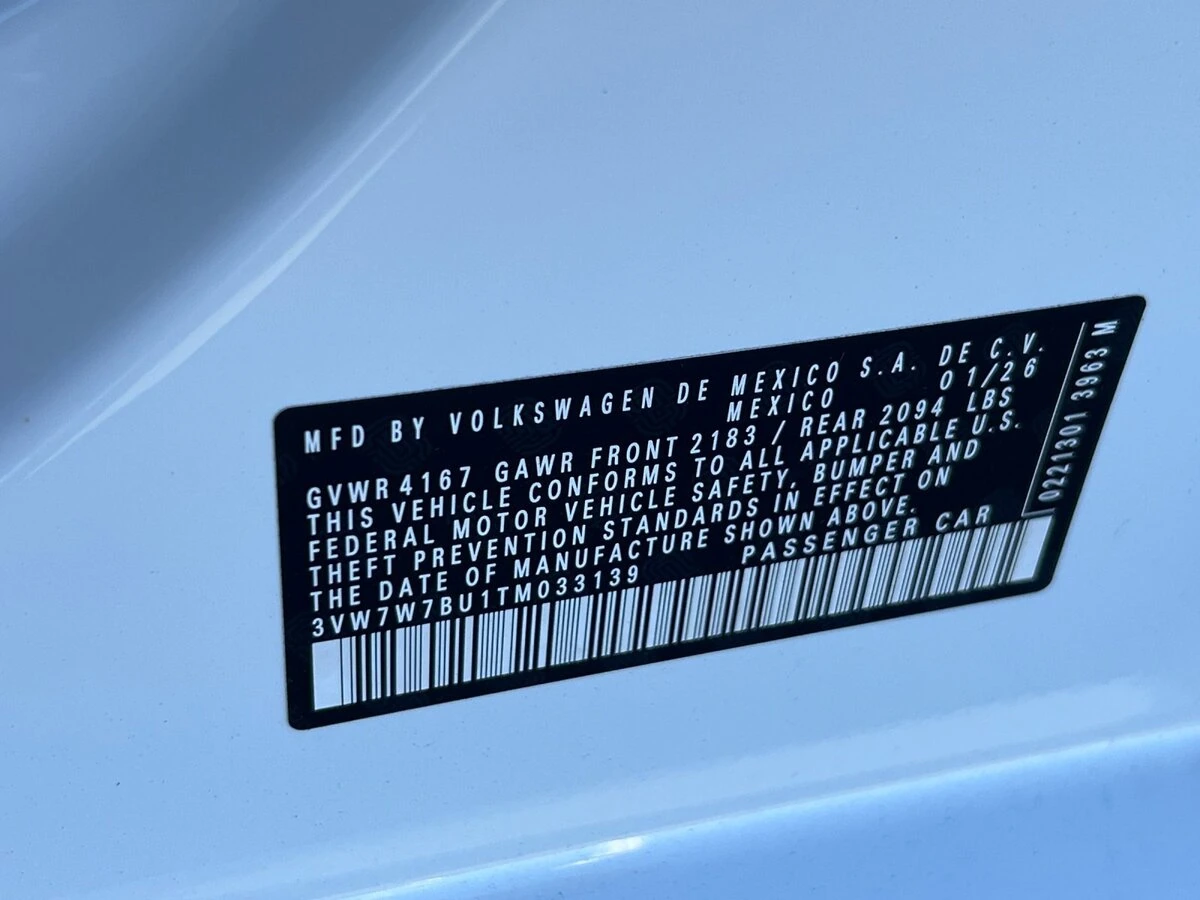 MFD BY VOLKSWAGEN DE MEXICO S.A. DE C.V.
MEXICO 01/26
GVWR 4167 GAWR FRONT 2183 / REAR 2094 LBS
THIS VEHICLE CONFORMS TO ALL APPLICABLE U.S.
FEDERAL MOTOR VEHICLE SAFETY, BUMPER AND
THEFT PREVENTION STANDARDS IN EFFECT ON
THE DATE OF MANUFACTURE SHOWN ABOVE.
3VW7W7BU1TM033139 PASSENGER CAR
0221301 3963 M